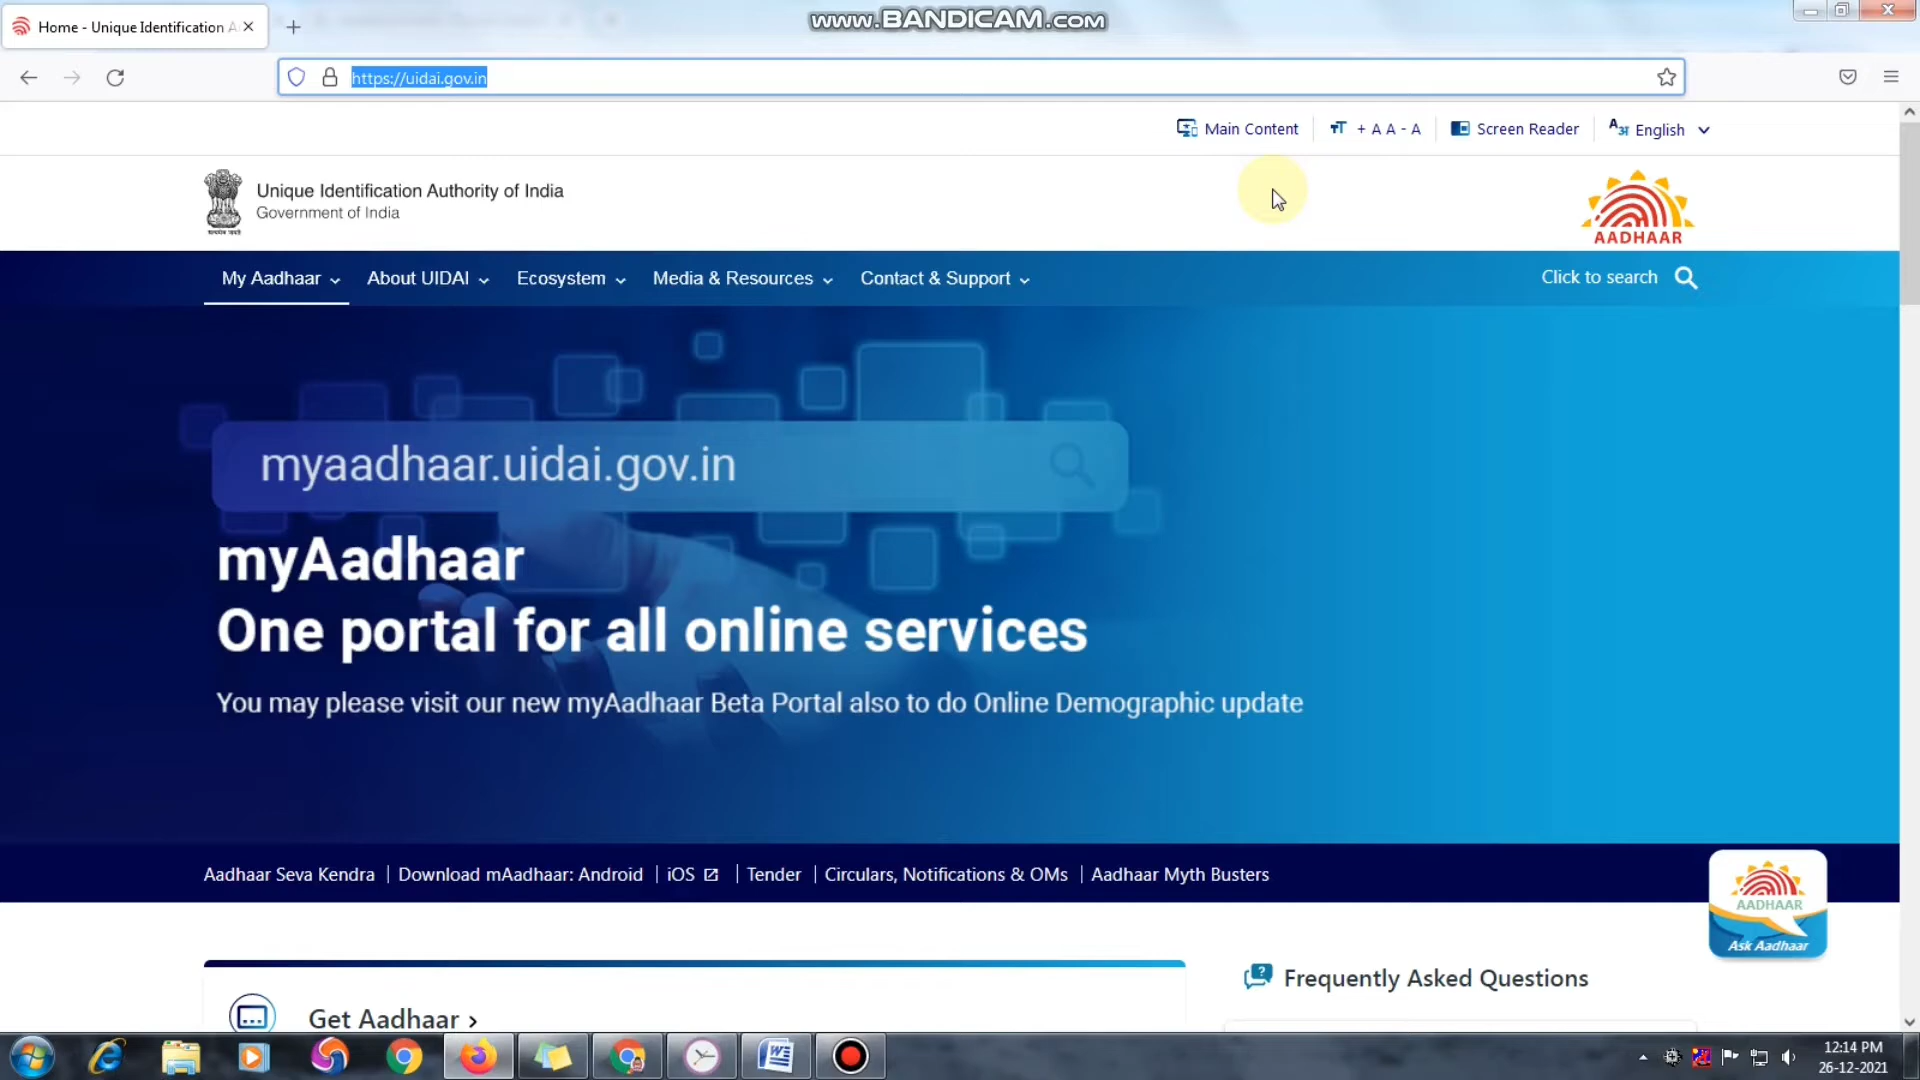 Home - Unique Identification A
www.BANDICAM.com
https://uidai.gov.in
Main Content
+ A A - A
Screen Reader
English
Unique Identification Authority of India
Government of India
AADHAAR
My Aadhaar
About UIDAI
Ecosystem
Media & Resources
Contact & Support
Click to search
myaadhaar.uidai.gov.in
myAadhaar
One portal for all online services
You may please visit our new myAadhaar Beta Portal also to do Online Demographic update
Aadhaar Seva Kendra | Download mAadhaar: Android | iOS | Tender | Circulars, Notifications & OMs | Aadhaar Myth Busters
AADHAAR
Ask Aadhaar
Get Aadhaar >
Frequently Asked Questions
12:14 PM
26-12-2021